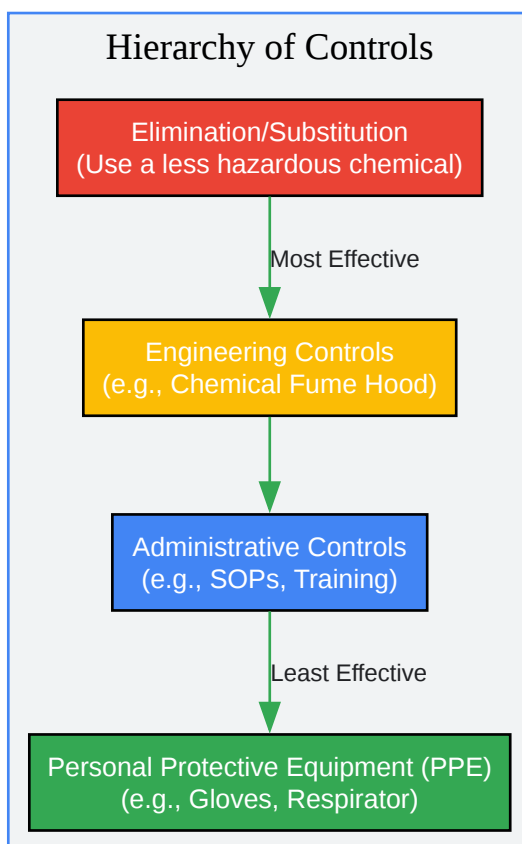 Hierarchy of Controls
Elimination/Substitution
(Use a less hazardous chemical)
Most Effective
Engineering Controls
(e.g., Chemical Fume Hood)
Administrative Controls
(e.g., SOPs, Training)
Least Effective
Personal Protective Equipment (PPE)
(e.g., Gloves, Respirator)